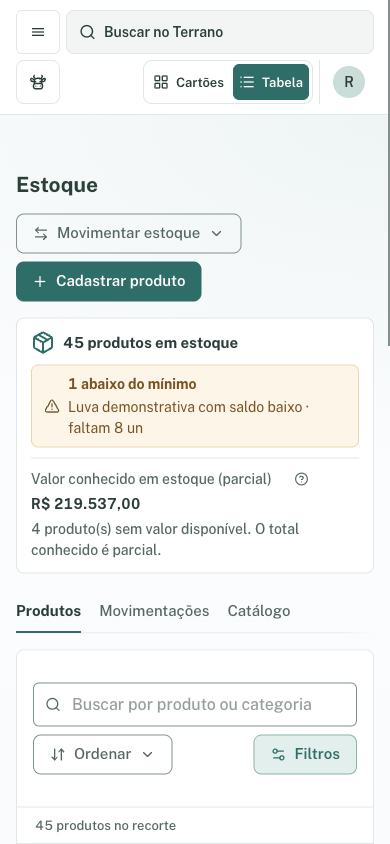 Buscar no Terrano
Cartões
Tabela
R
Estoque
Movimentar estoque
Cadastrar produto
45 produtos em estoque
1 abaixo do mínimo
Luva demonstrativa com saldo baixo ·
faltam 8 un
Valor conhecido em estoque (parcial)
R$ 219.537,00
4 produto(s) sem valor disponível. O total
conhecido é parcial.
Produtos
Movimentações
Catálogo
Buscar por produto ou categoria
Ordenar
Filtros
45 produtos no recorte